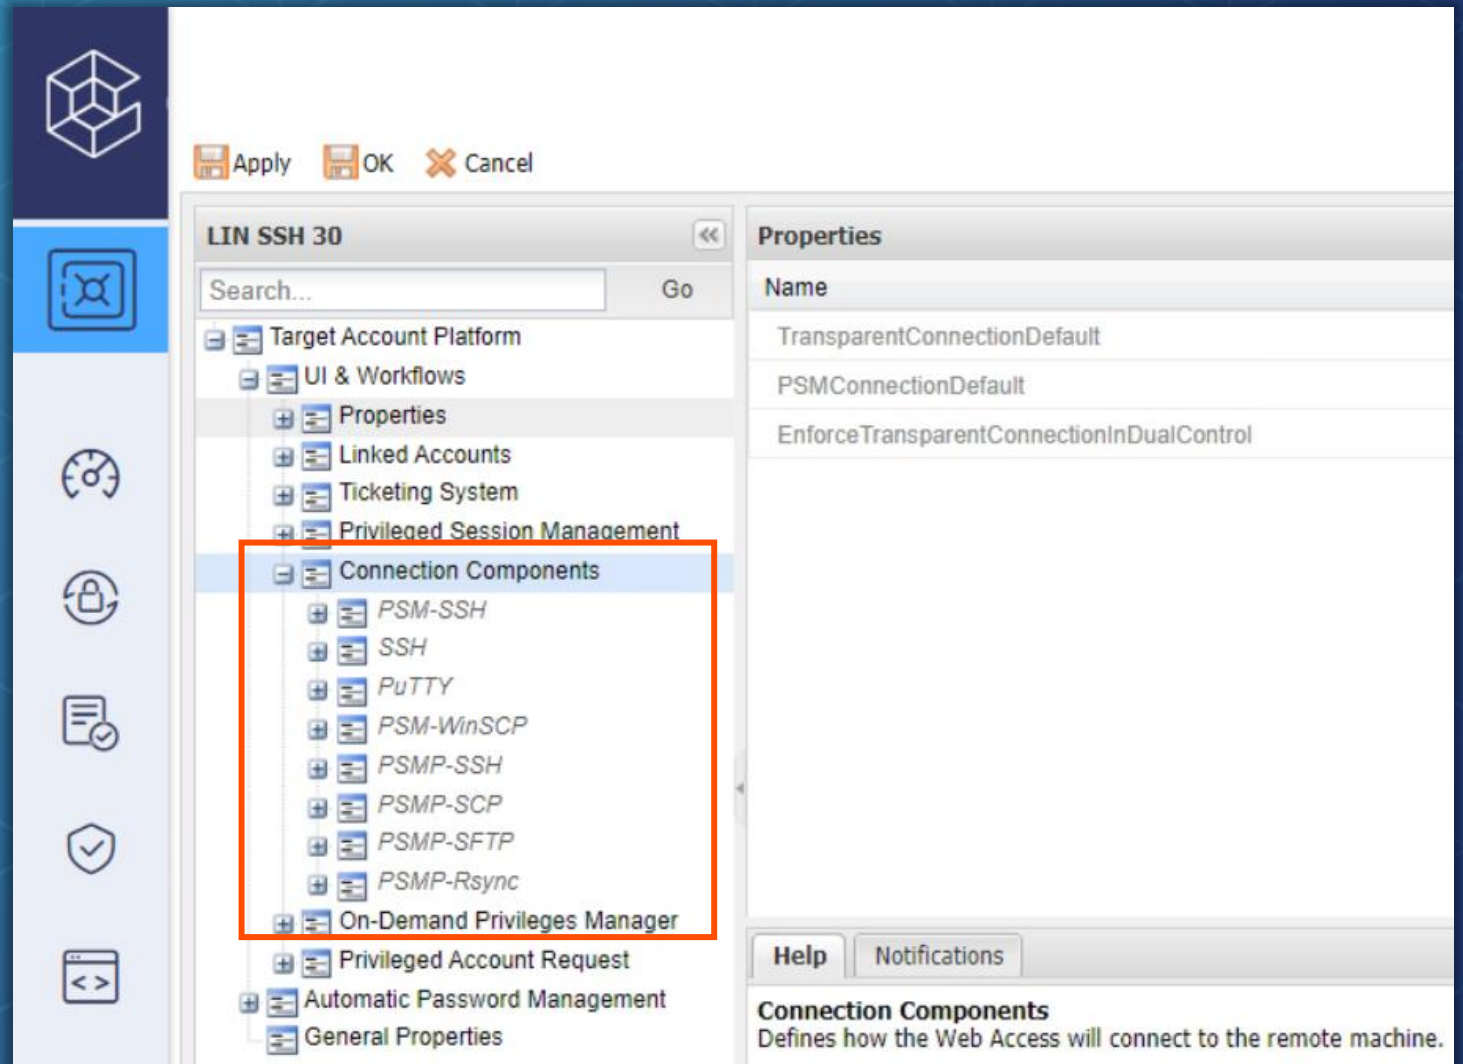 Apply OK Cancel
LIN SSH 30
Search... Go
Target Account Platform
UI & Workflows
Properties
Linked Accounts
Ticketing System
Privileged Session Management
Connection Components
PSM-SSH
SSH
PuTTY
PSM-WinSCP
PSMP-SSH
PSMP-SCP
PSMP-SFTP
PSMP-Rsync
On-Demand Privileges Manager
Privileged Account Request
Automatic Password Management
General Properties
Properties
Name
TransparentConnectionDefault
PSMConnectionDefault
EnforceTransparentConnectionInDualControl
Help Notifications
Connection Components
Defines how the Web Access will connect to the remote machine.